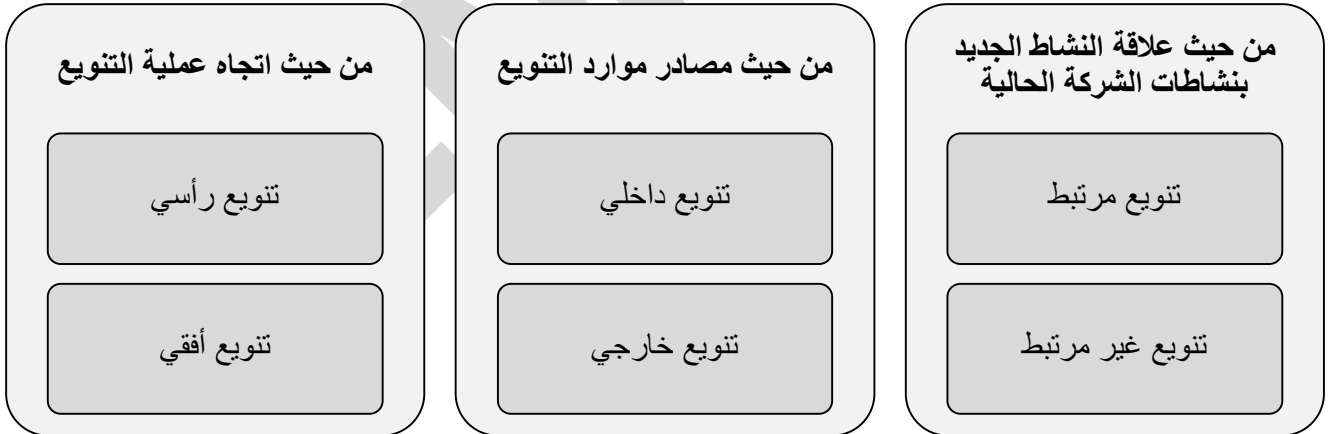 من حيث علاقة النشاط الجديد
بنشاطات الشركة الحالية
تنويع مرتبط
تنويع غير مرتبط
من حيث مصادر موارد التنويع
تنويع داخلي
تنويع خارجي
من حيث اتجاه عملية التنويع
تنويع رأسي
تنويع أفقي